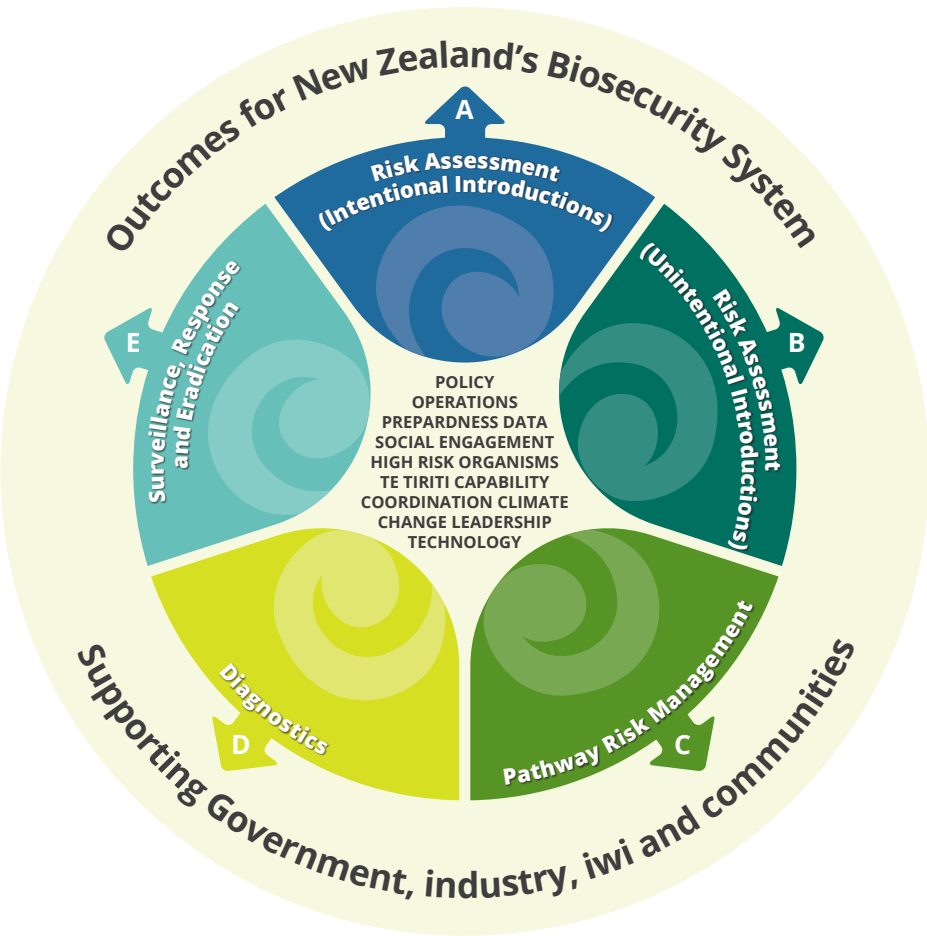 Outcomes for New Zealand’s Biosecurity System
A
Risk Assessment
(Intentional Introductions)
B
Risk Assessment
(Unintentional Introductions)
C
Pathway Risk Management
D
Diagnostics
E
Surveillance, Response
and Eradication
POLICY
OPERATIONS
PREPARDNESS DATA
SOCIAL ENGAGEMENT
HIGH RISK ORGANISMS
TE TIRITI CAPABILITY
COORDINATION CLIMATE
CHANGE LEADERSHIP
TECHNOLOGY
Supporting Government, industry, iwi and communities